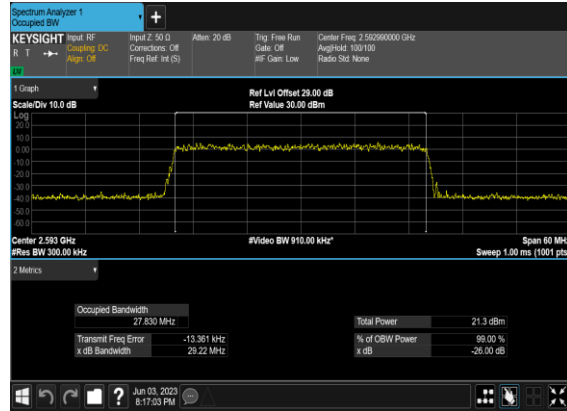 Spectrum Analyzer 1
Occupied BW
+
KEYSIGHT Input: RF Input Z: 50 Ω Atten: 20 dB Trig: Free Run Center Freq: 2.592990000 GHz
R T Coupling: DC Corrections: Off Gate: Off Avg|Hold: 100/100
Align: Off Freq Ref: Int (S) #IF Gain: Low Radio Std: None
1 Graph
Ref Lvl Offset 29.00 dB
Scale/Div 10.0 dB Ref Value 30.00 dBm
Log
20.0
10.0
0.00
-10.0
-20.0
-30.0
-40.0
-50.0
-60.0
Center 2.593 GHz #Video BW 910.00 kHz* Span 60 MHz
#Res BW 300.00 kHz Sweep 1.00 ms (1001 pts)
2 Metrics
Occupied Bandwidth
27.830 MHz Total Power 21.3 dBm
Transmit Freq Error -13.361 kHz % of OBW Power 99.00 %
x dB Bandwidth 29.22 MHz x dB -26.00 dB
? Jun 03, 2023
8:17:03 PM